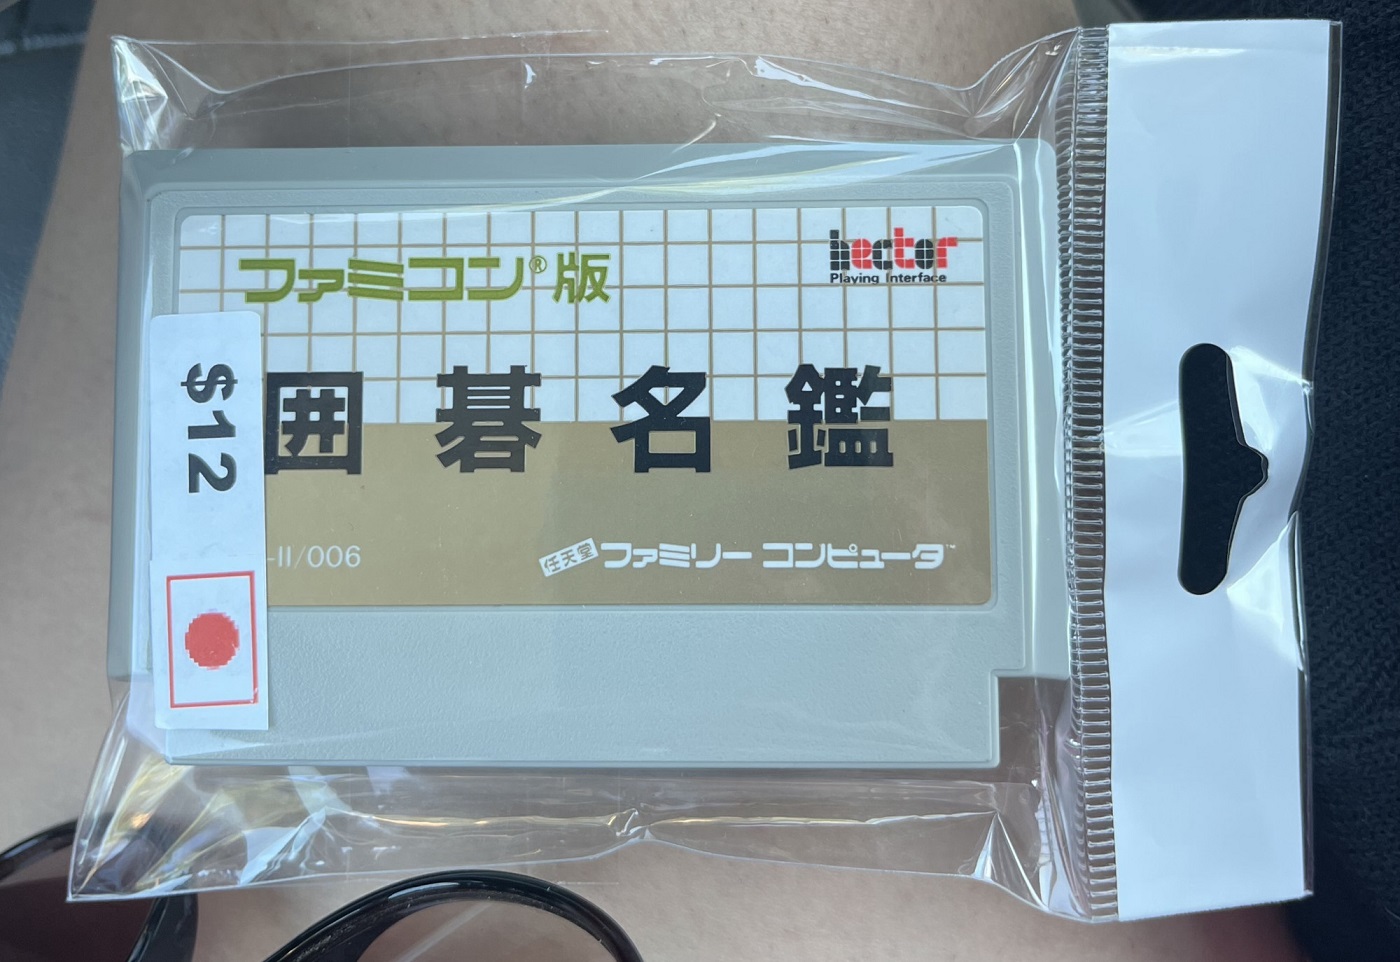 hector
Playing Interface
ファミコン®版
囲碁名鑑
-II/006
任天堂 ファミリー コンピュータ™
$12